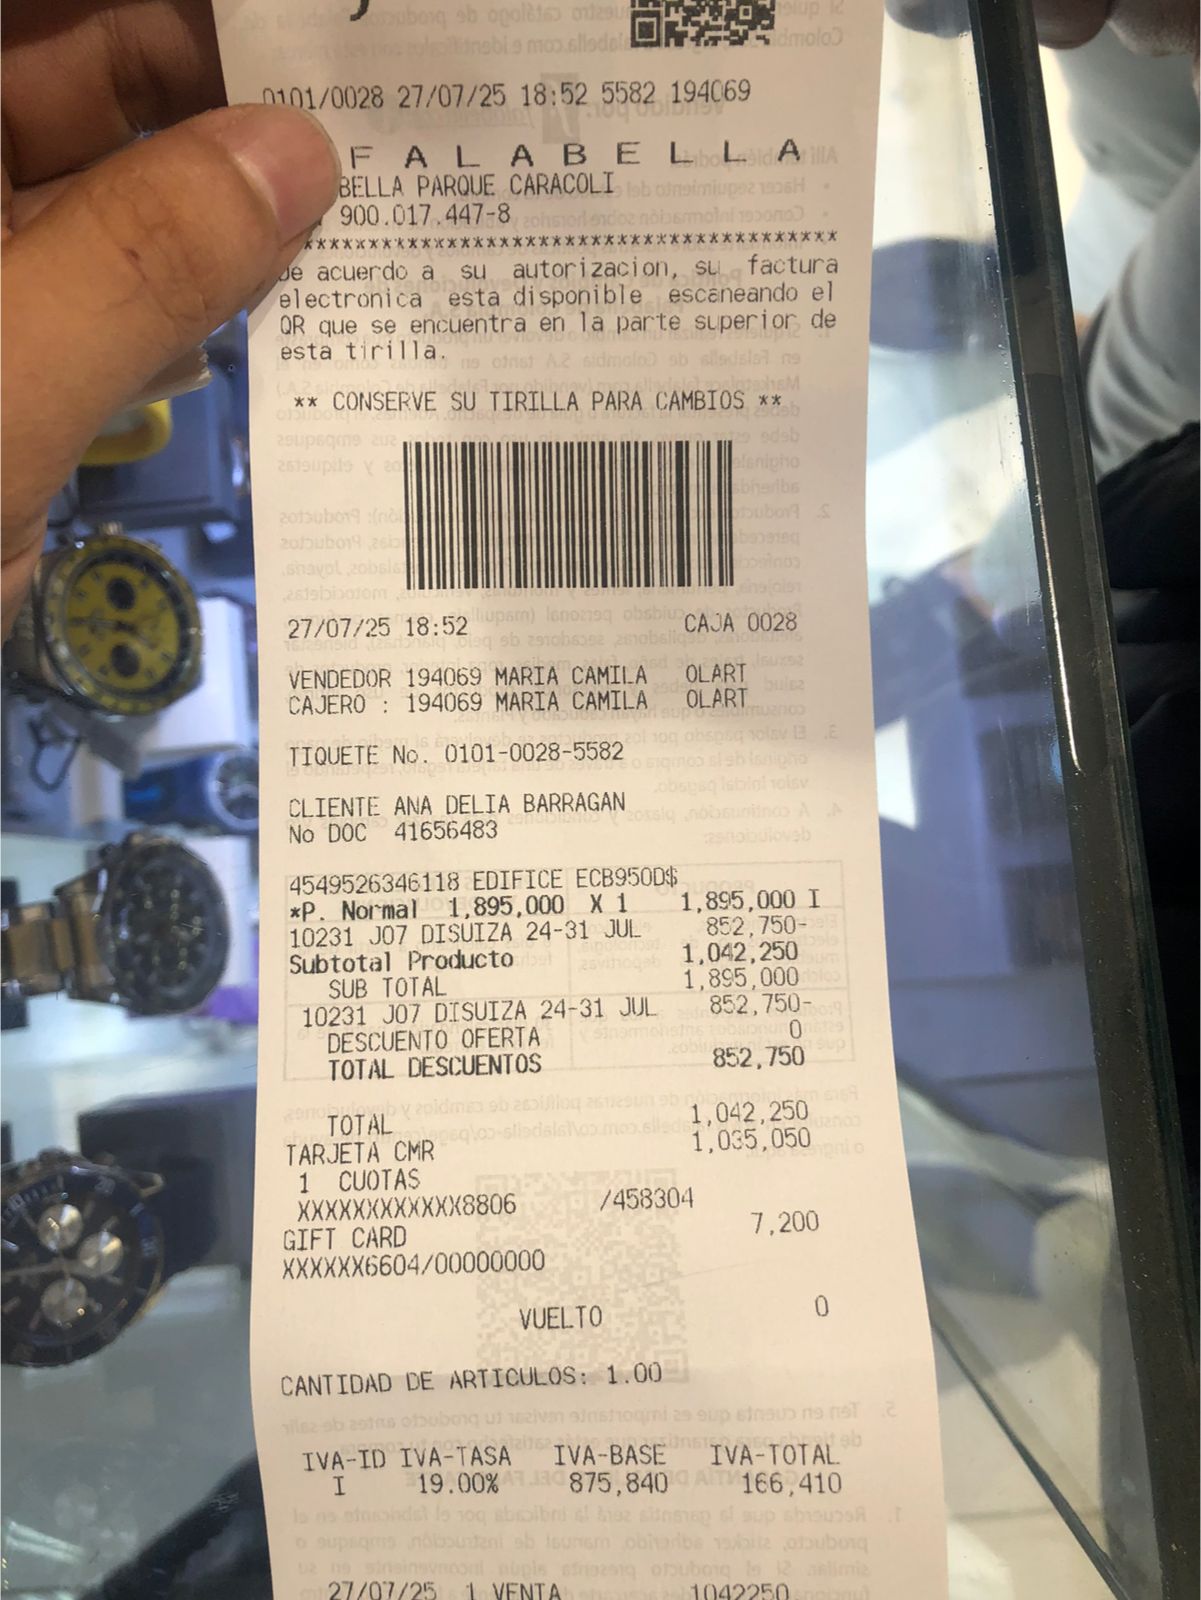 0101/0028 27/07/25 18:52 5582 194069
F A L A B E L L A
BELLA PARQUE CARACOLI
900.017.447-8
****************************************
De acuerdo a su autorizacion, su factura
electronica esta disponible escaneando el
QR que se encuentra en la parte superior de
esta tirilla.
** CONSERVE SU TIRILLA PARA CAMBIOS **
27/07/25 18:52 CAJA 0028
VENDEDOR 194069 MARIA CAMILA OLART
CAJERO : 194069 MARIA CAMILA OLART
TIQUETE No. 0101-0028-5582
CLIENTE ANA DELIA BARRAGAN
No DOC 41656483
4549526346118 EDIFICE ECB950D$
*P. Normal 1,895,000 X 1 1,895,000 I
10231 J07 DISUIZA 24-31 JUL 852,750-
Subtotal Producto 1,042,250
SUB TOTAL 1,895,000
10231 J07 DISUIZA 24-31 JUL 852,750-
DESCUENTO OFERTA 0
TOTAL DESCUENTOS 852,750
TOTAL 1,042,250
TARJETA CMR 1,035,050
1 CUOTAS
XXXXXXXXXXXX8806 /458304
GIFT CARD 7,200
XXXXXX6604/00000000
VUELTO 0
CANTIDAD DE ARTICULOS: 1.00
IVA-ID IVA-TASA IVA-BASE IVA-TOTAL
I 19.00% 875,840 166,410
27/07/25 1 VENTA 1042250